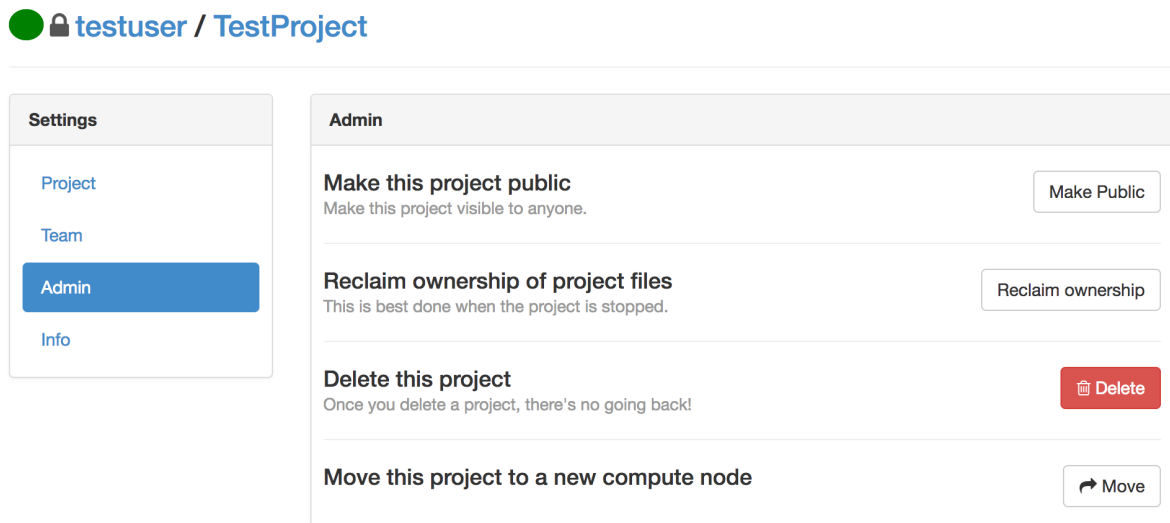 testuser / TestProject
Settings
Project
Team
Admin
Info
Admin
Make this project public
Make this project visible to anyone.
Make Public
Reclaim ownership of project files
This is best done when the project is stopped.
Reclaim ownership
Delete this project
Once you delete a project, there's no going back!
Delete
Move this project to a new compute node
Move